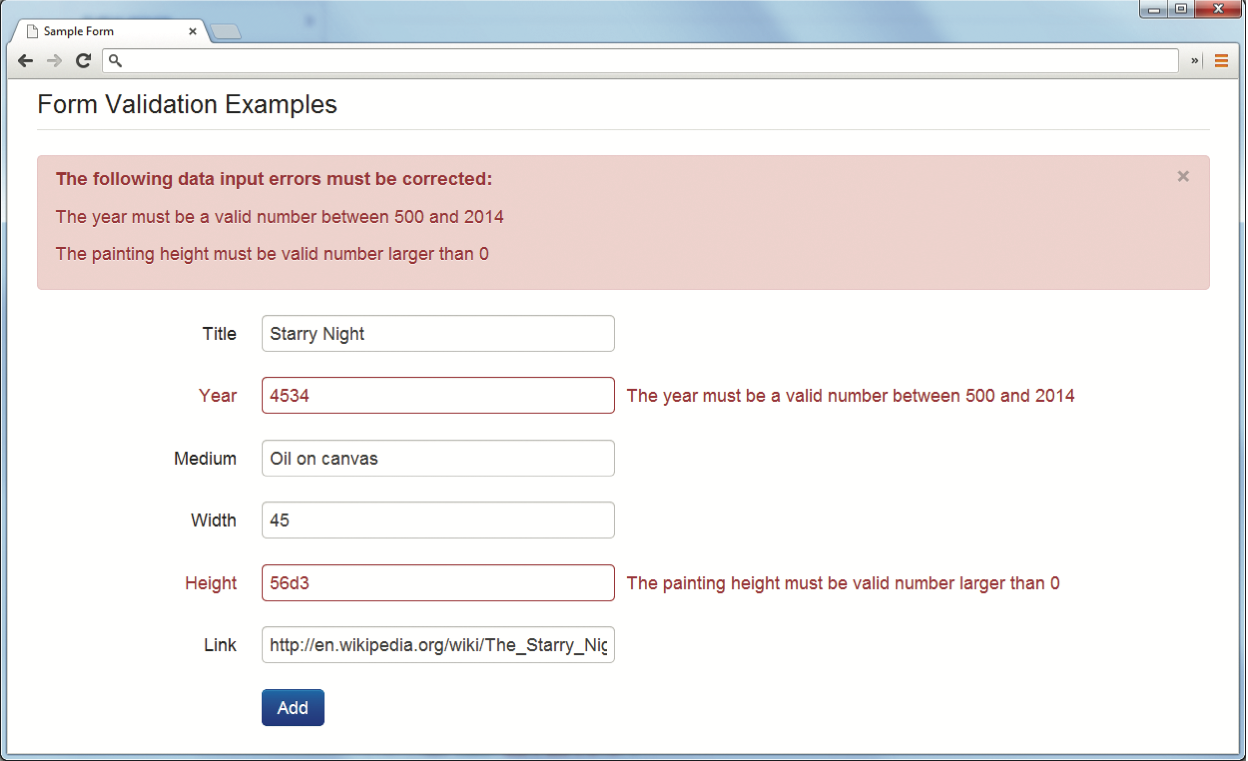 Sample Form
Form Validation Examples
The following data input errors must be corrected:
The year must be a valid number between 500 and 2014
The painting height must be valid number larger than 0
Title Starry Night
Year 4534 The year must be a valid number between 500 and 2014
Medium Oil on canvas
Width 45
Height 56d3 The painting height must be valid number larger than 0
Link http://en.wikipedia.org/wiki/The_Starry_Nig
Add